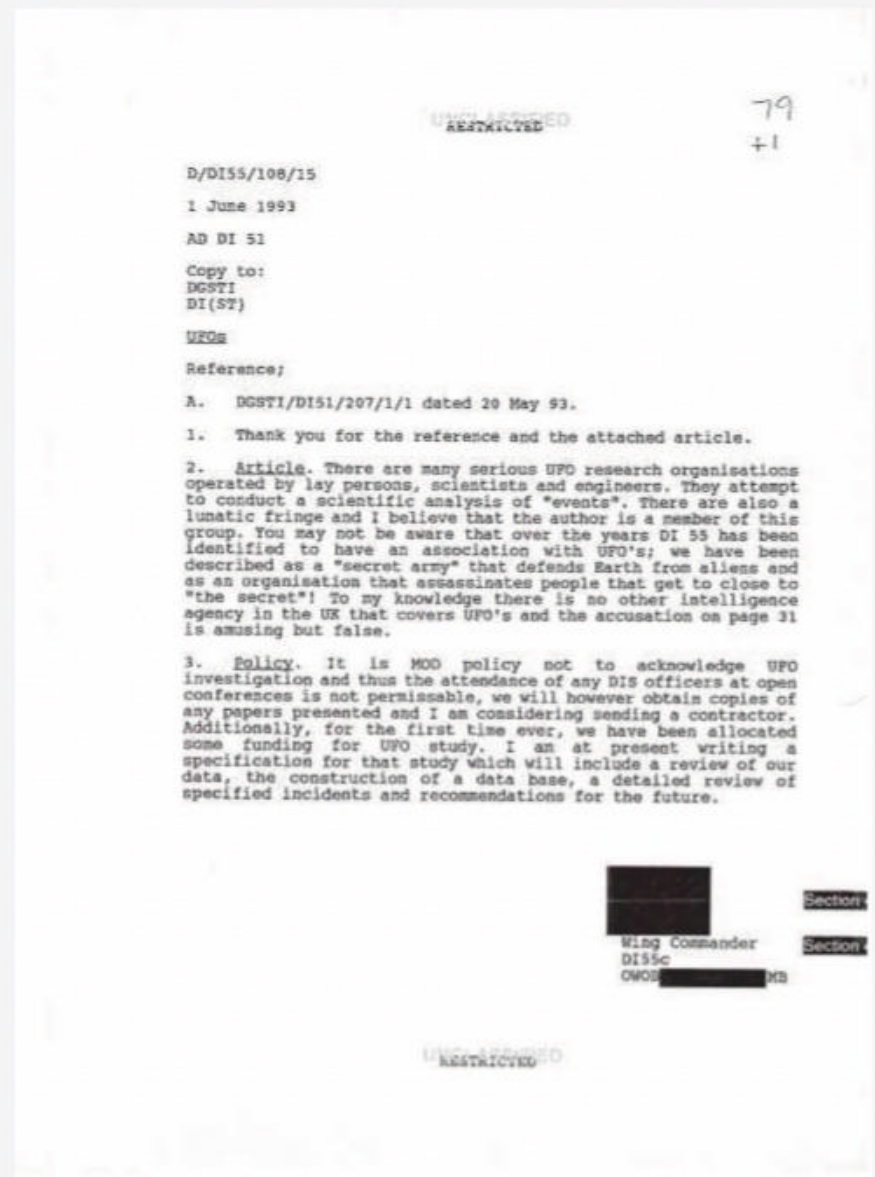 UNCLASSIFIED
RESTRICTED
79
+1
D/DI55/108/15
1 June 1993
AD DI 51
Copy to:
DGSTI
DI(ST)
UFOs
Reference;
A. DGSTI/DI51/207/1/1 dated 20 May 93.
1. Thank you for the reference and the attached article.
2. Article. There are many serious UFO research organisations
operated by lay persons, scientists and engineers. They attempt
to conduct a scientific analysis of "events". There are also a
lunatic fringe and I believe that the author is a member of this
group. You may not be aware that over the years DI 55 has been
identified to have an association with UFO's; we have been
described as a "secret army" that defends Earth from aliens and
as an organisation that assassinates people that get to close to
"the secret"! To my knowledge there is no other intelligence
agency in the UK that covers UFO's and the accusation on page 31
is amusing but false.
3. Policy. It is MOD policy not to acknowledge UFO
investigation and thus the attendance of any DIS officers at open
conferences is not permissable, we will however obtain copies of
any papers presented and I am considering sending a contractor.
Additionally, for the first time ever, we have been allocated
some funding for UFO study. I am at present writing a
specification for that study which will include a review of our
data, the construction of a data base, a detailed review of
specified incidents and recommendations for the future.
Section
Wing Commander
Section
DI55c
OWOB MB
UNCLASSIFIED
RESTRICTED